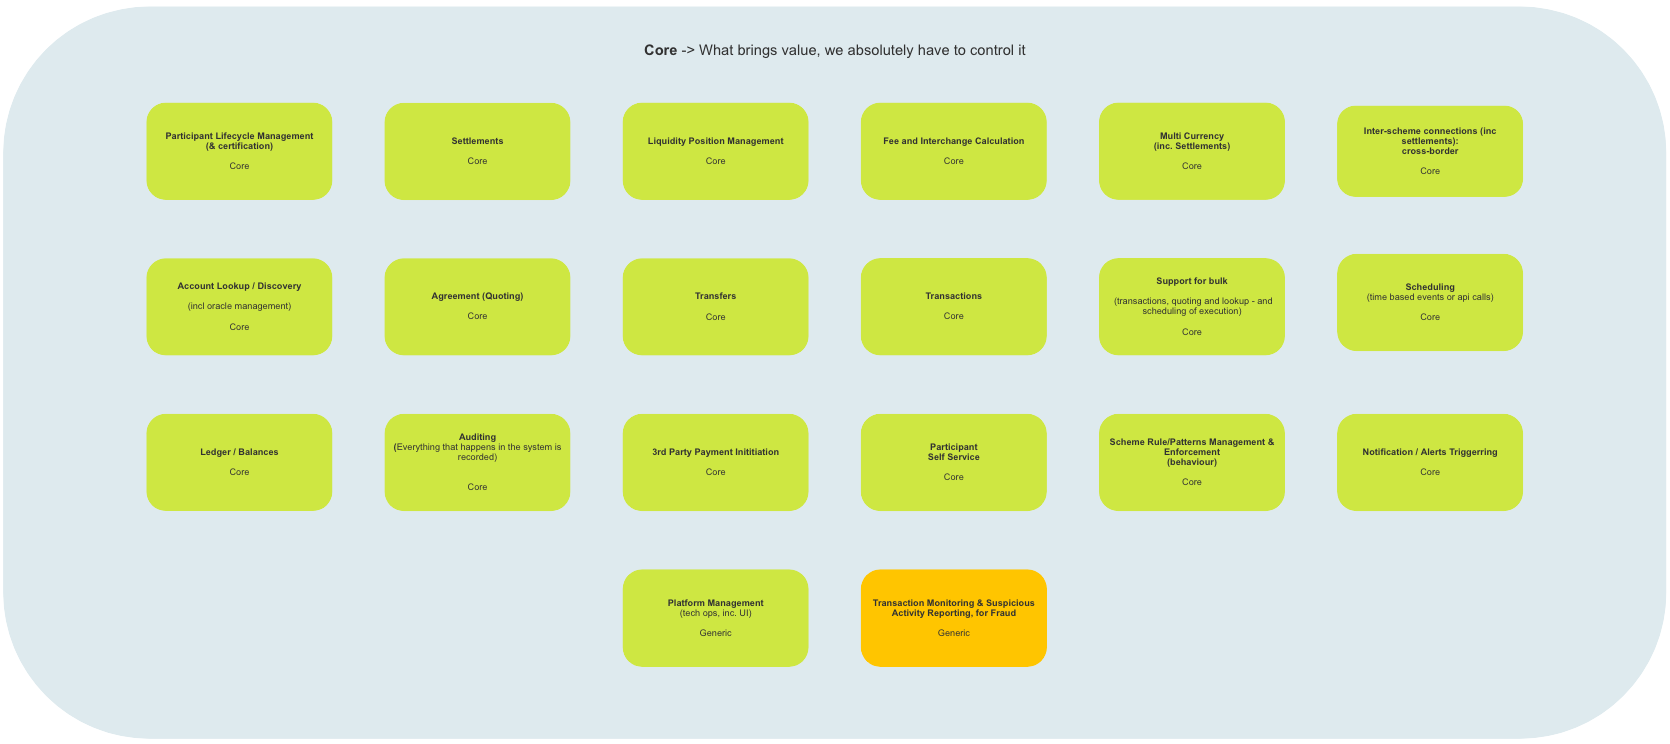 Core -> What brings value, we absolutely have to control it
Participant Lifecycle Management
(& certification)
Core
Settlements
Core
Liquidity Position Management
Core
Fee and Interchange Calculation
Core
Multi Currency
(inc. Settlements)
Core
Inter-scheme connections (inc
settlements):
cross-border
Core
Account Lookup / Discovery
(incl oracle management)
Core
Agreement (Quoting)
Core
Transfers
Core
Transactions
Core
Support for bulk
(transactions, quoting and lookup - and
scheduling of execution)
Core
Scheduling
(time based events or api calls)
Core
Ledger / Balances
Core
Auditing
(Everything that happens in the system is
recorded)
Core
3rd Party Payment Inititiation
Core
Participant
Self Service
Core
Scheme Rule/Patterns Management &
Enforcement
(behaviour)
Core
Notification / Alerts Triggerring
Core
Platform Management
(tech ops, inc. UI)
Generic
Transaction Monitoring & Suspicious
Activity Reporting, for Fraud
Generic